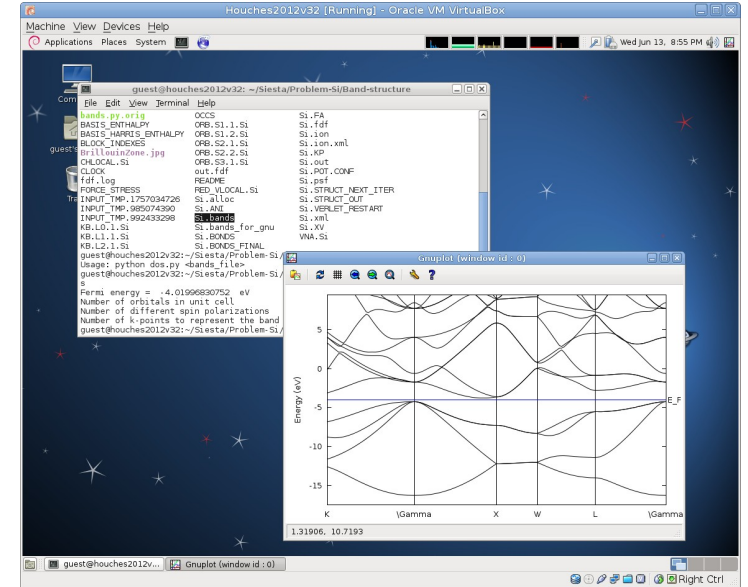 Houches2012v32 [Running] - Oracle VM VirtualBox
Machine View Devices Help
Applications Places System Wed Jun 13, 8:55 PM
Com
guest's
Tra
guest@houches2012v32: ~/Siesta/Problem-Si/Band-structure
File Edit View Terminal Help
bands.py.orig OCCS Si.FA
BASIS_ENTHALPY ORB.S1.1.Si Si.fdf
BASIS_HARRIS_ENTHALPY ORB.S1.2.Si Si.ion
BLOCK_INDEXES ORB.S2.1.Si Si.ion.xml
BrillouinZone.jpg ORB.S2.2.Si Si.KP
CHLOCAL.Si ORB.S3.1.Si Si.out
CLOCK out.fdf Si.POT.CONF
fdf.log README Si.psf
FORCE_STRESS RED_VLOCAL.Si Si.STRUCT_NEXT_ITER
INPUT_TMP.1757034726 Si.alloc Si.STRUCT_OUT
INPUT_TMP.985074390 Si.ANI Si.VERLET_RESTART
INPUT_TMP.992433298 Si.bands Si.xml
KB.L0.1.Si Si.bands_for_gnu Si.XV
KB.L1.1.Si Si.BONDS VNA.Si
KB.L2.1.Si Si.BONDS_FINAL
guest@houches2012v32:~/Siesta/Problem-Si/
Usage: python dos.py <bands_file>
guest@houches2012v32:~/Siesta/Problem-Si/
s
Fermi energy = -4.01996830752 eV
Number of orbitals in unit cell
Number of different spin polarizations
Number of k-points to represent the band
guest@houches2012v32:~/Siesta/Problem-Si/
Gnuplot (window id : 0)
5
0
-5
-10
-15
Energy (eV)
E_F
K \Gamma X W L \Gamma
1.31906, 10.7193
guest@houches2012v... Gnuplot (window id : 0)
Right Ctrl